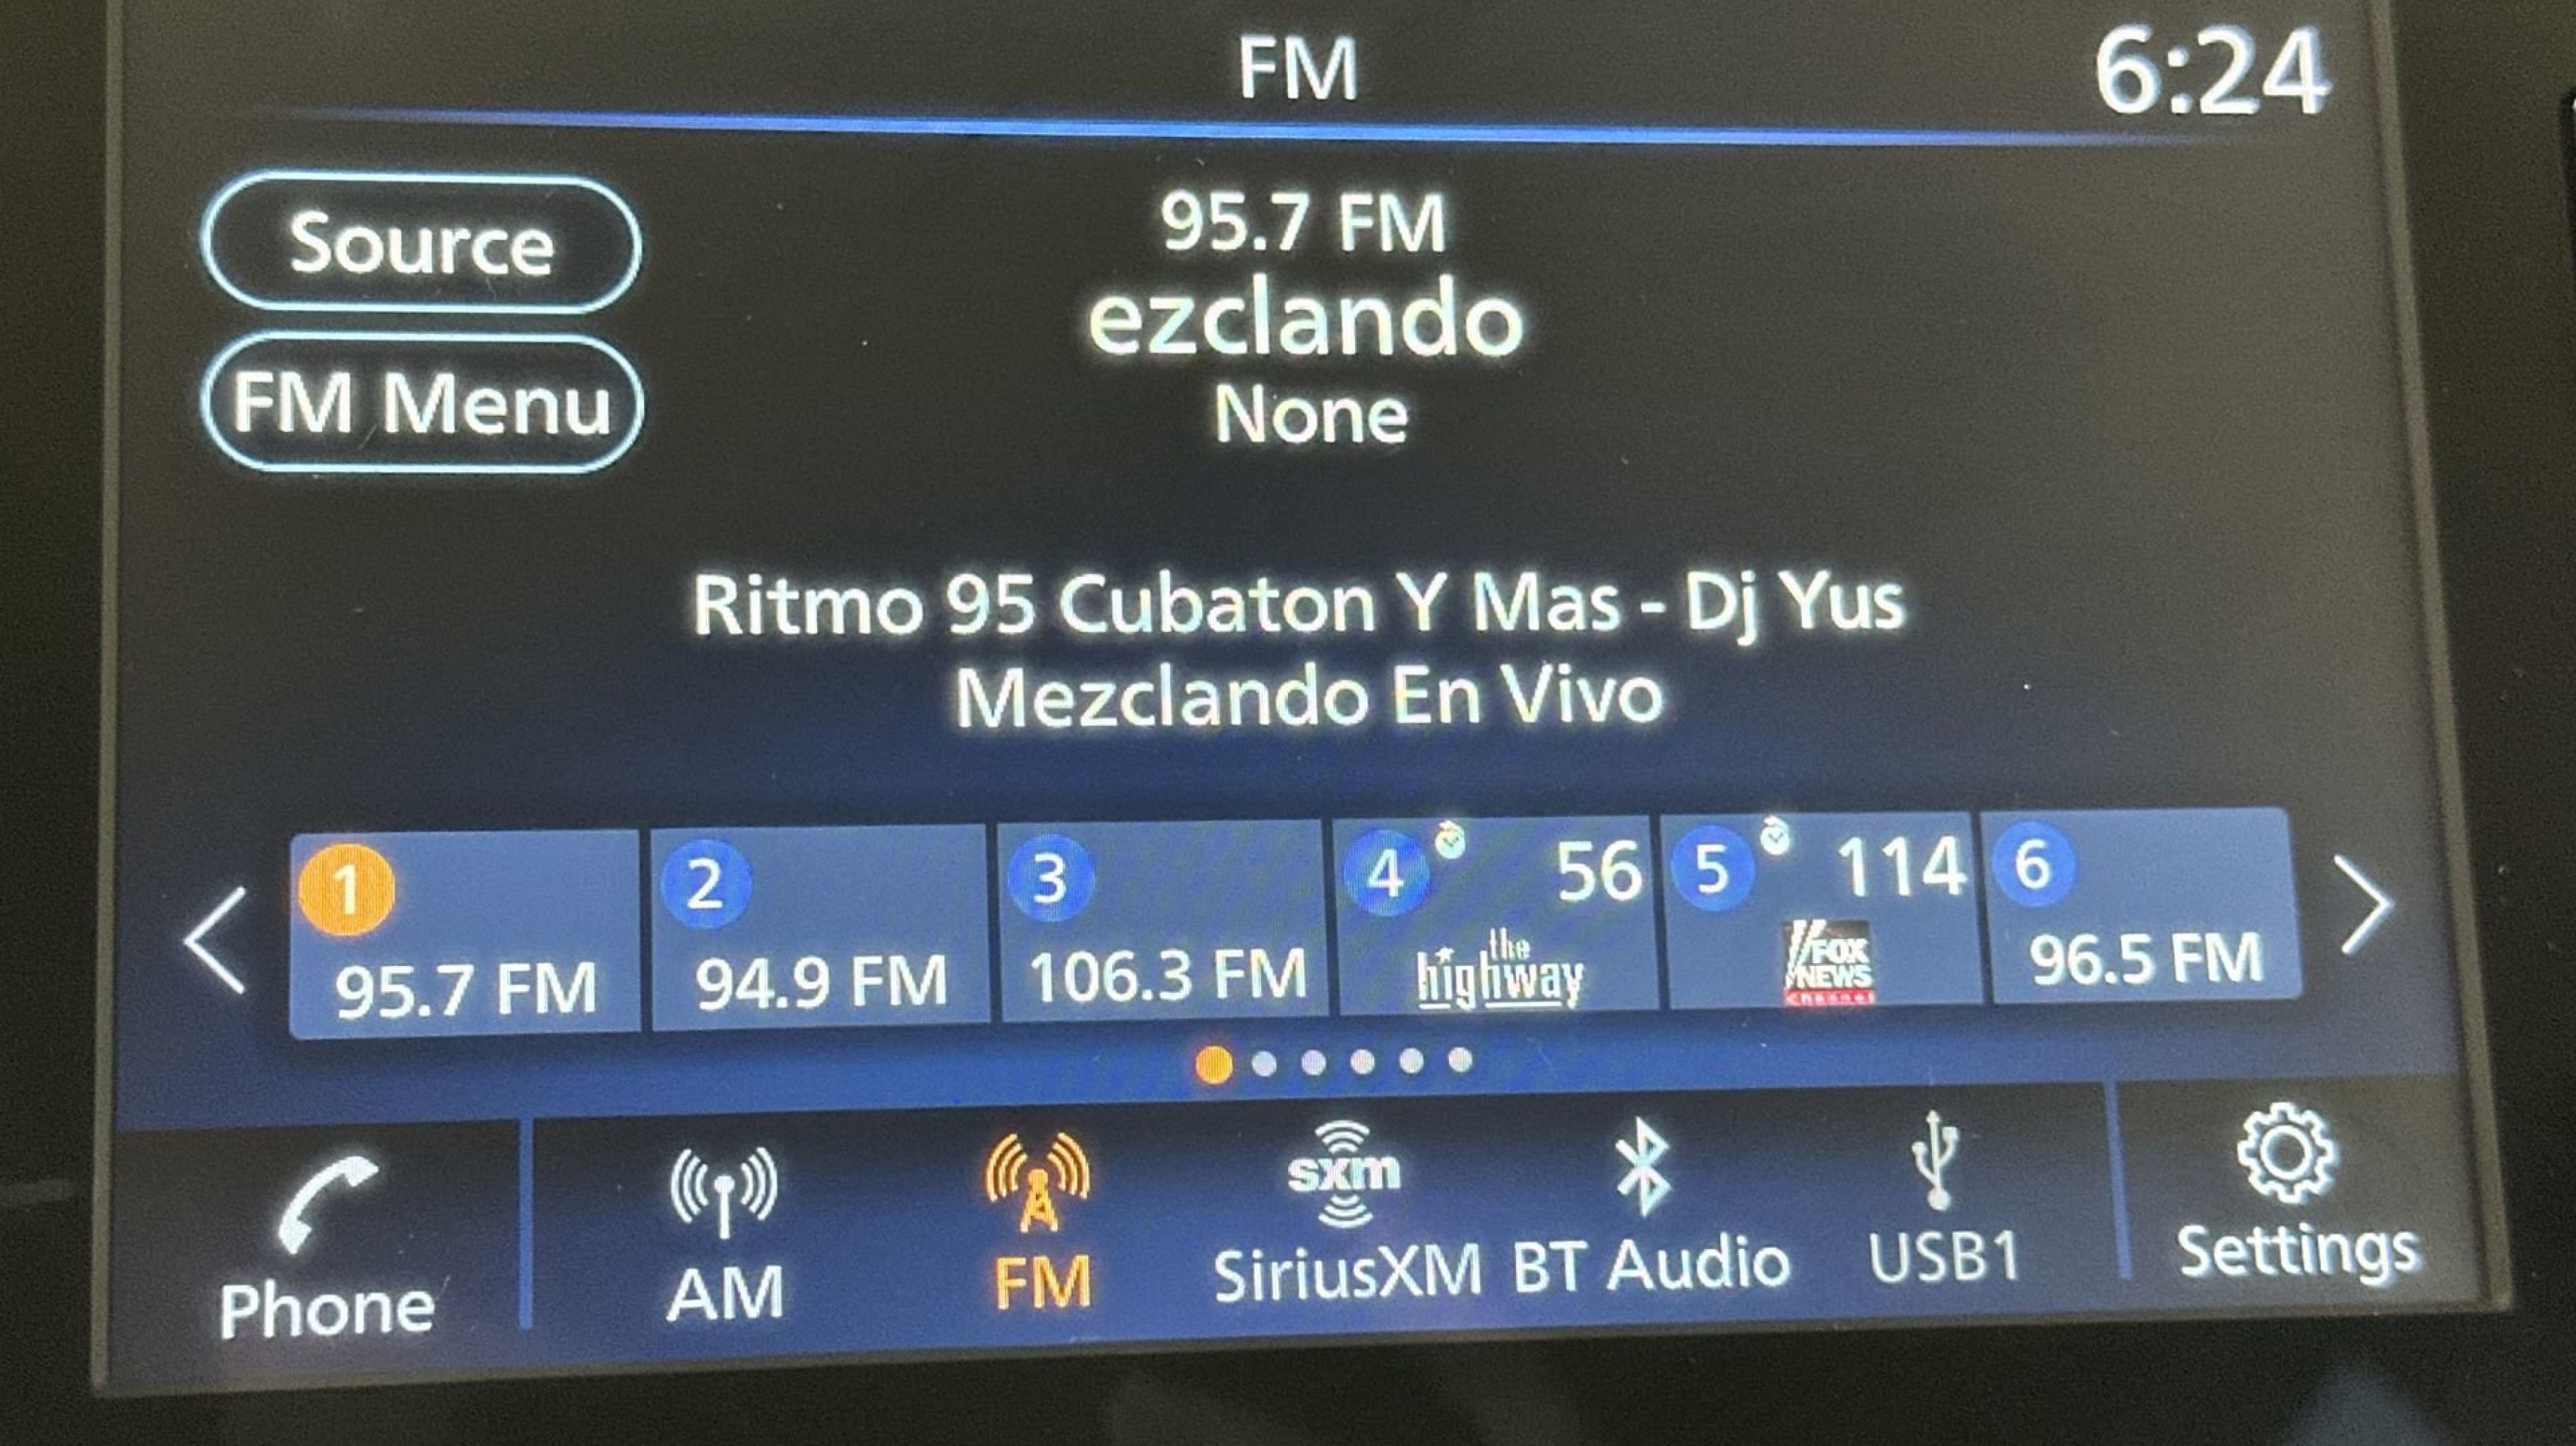 FM
6:24
Source
95.7 FM
ezclando
FM Menu
None
Ritmo 95 Cubaton Y Mas - Dj Yus
Mezclando En Vivo
1
95.7 FM
2
94.9 FM
3
106.3 FM
4
56
the
highway
5
114
FOX
NEWS
channel
6
96.5 FM
Phone
AM
FM
sxm
SiriusXM
BT Audio
USB1
Settings